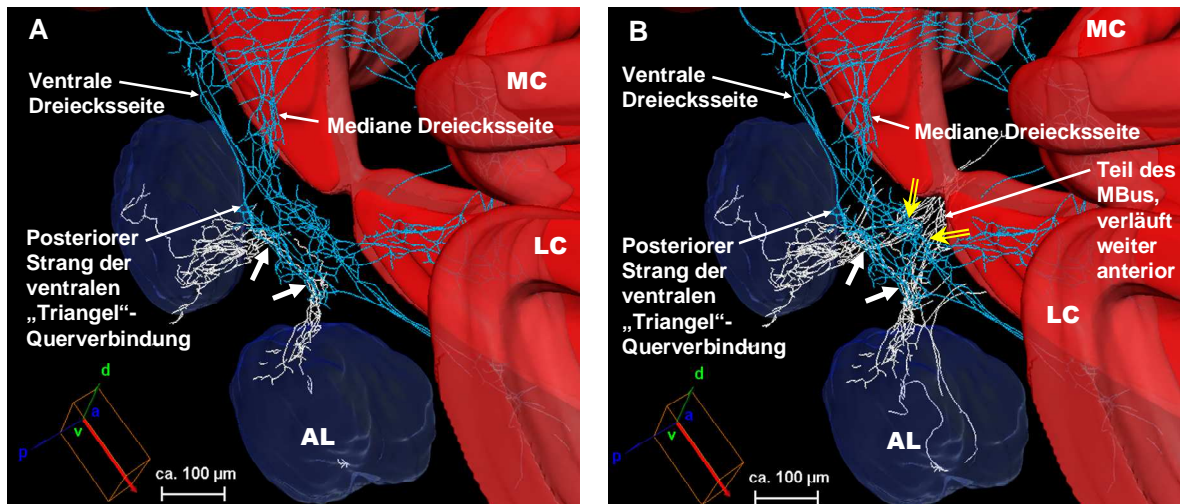 A
Ventrale
Dreiecksseite
MC
Mediane Dreiecksseite
Posteriorer
Strang der
ventralen
„Triangel“-
Querverbindung
LC
AL
d
a
v
p
ca. 100 µm
B
Ventrale
Dreiecksseite
MC
Mediane Dreiecksseite
Teil des
MBus,
verläuft
weiter
anterior
Posteriorer
Strang der
ventralen
„Triangel“-
Querverbindung
LC
AL
d
a
v
p
ca. 100 µm